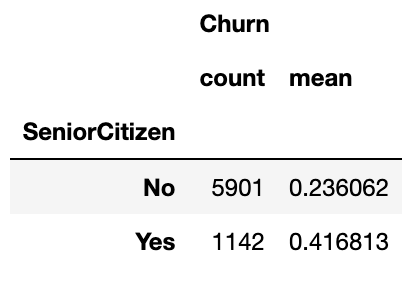 Churn
count mean
SeniorCitizen
No 5901 0.236062
Yes 1142 0.416813